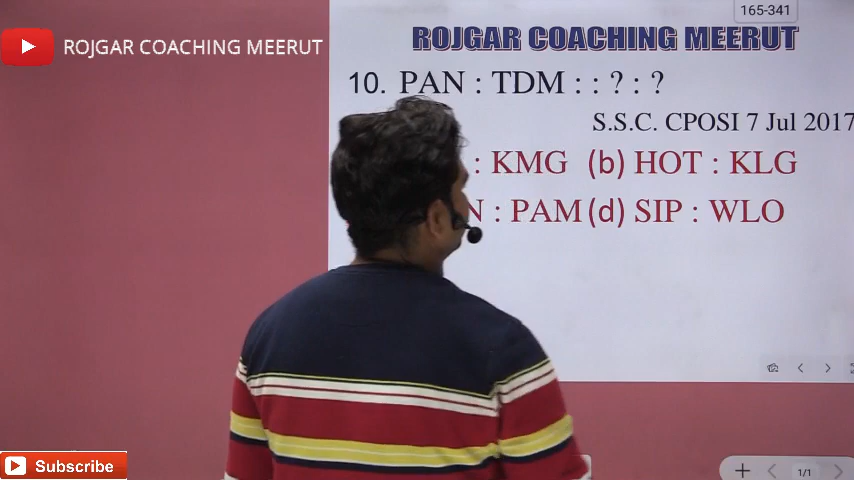 165-341
ROJGAR COACHING MEERUT
ROJGAR COACHING MEERUT
10. PAN : TDM : : ? : ?
S.S.C. CPOSI 7 Jul 2017
: KMG (b) HOT : KLG
N : PAM (d) SIP : WLO
1/1
Subscribe